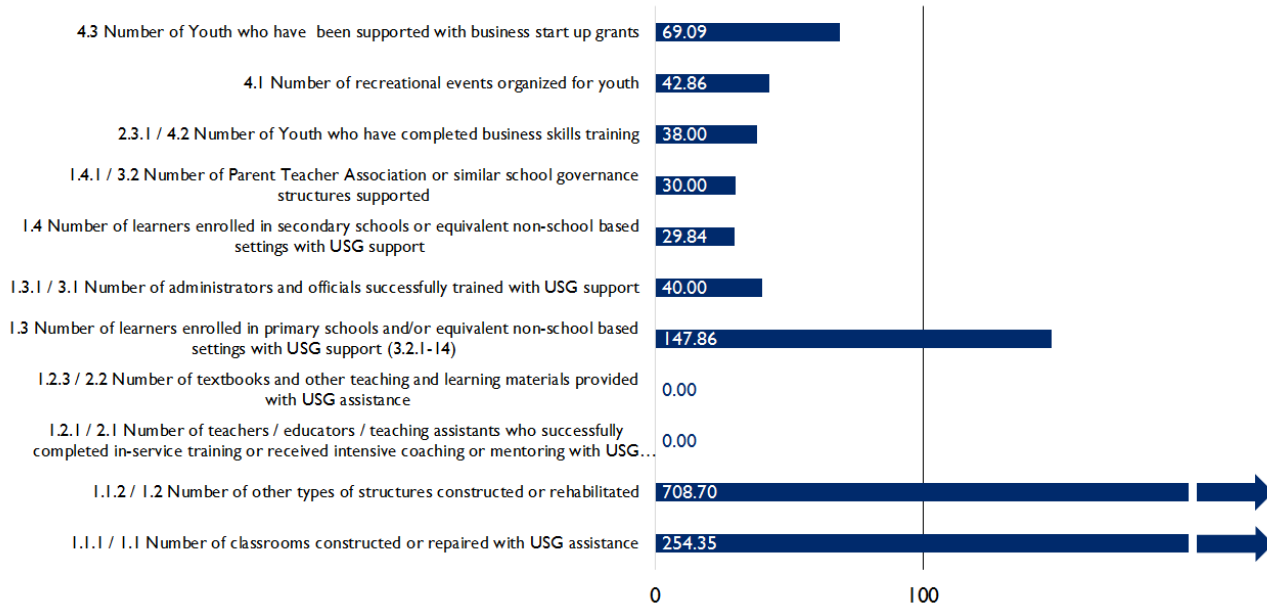 4.3 Number of Youth who have been supported with business start up grants
69.09
4.1 Number of recreational events organized for youth
42.86
2.3.1 / 4.2 Number of Youth who have completed business skills training
38.00
1.4.1 / 3.2 Number of Parent Teacher Association or similar school governance
structures supported
30.00
1.4 Number of learners enrolled in secondary schools or equivalent non-school based
settings with USG support
29.84
1.3.1 / 3.1 Number of administrators and officials successfully trained with USG support
40.00
1.3 Number of learners enrolled in primary schools and/or equivalent non-school based
settings with USG support (3.2.1-14)
147.86
1.2.3 / 2.2 Number of textbooks and other teaching and learning materials provided
with USG assistance
0.00
1.2.1 / 2.1 Number of teachers / educators / teaching assistants who successfully
completed in-service training or received intensive coaching or mentoring with USG…
0.00
1.1.2 / 1.2 Number of other types of structures constructed or rehabilitated
708.70
1.1.1 / 1.1 Number of classrooms constructed or repaired with USG assistance
254.35
0
100